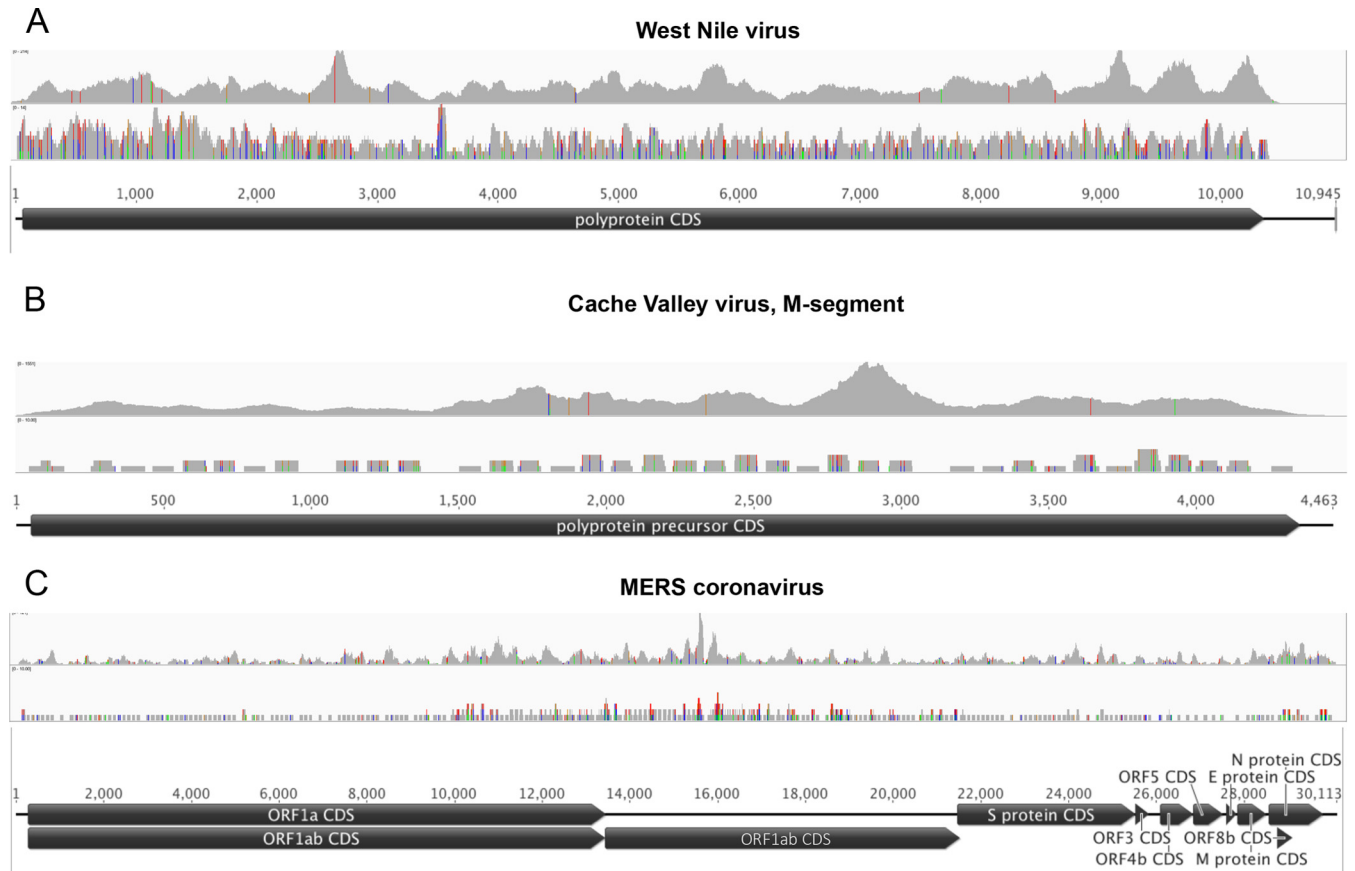 A
West Nile virus
1 1,000 2,000 3,000 4,000 5,000 6,000 7,000 8,000 9,000 10,000 10,945
polyprotein CDS
B
Cache Valley virus, M-segment
1 500 1,000 1,500 2,000 2,500 3,000 3,500 4,000 4,463
polyprotein precursor CDS
C
MERS coronavirus
N protein CDS
ORF5 CDS E protein CDS
1 2,000 4,000 6,000 8,000 10,000 12,000 14,000 16,000 18,000 20,000 22,000 24,000 26,000 28,000 30,113
ORF1a CDS S protein CDS
ORF1ab CDS ORF1ab CDS ORF3 CDS ORF8b CDS
ORF4b CDS M protein CDS